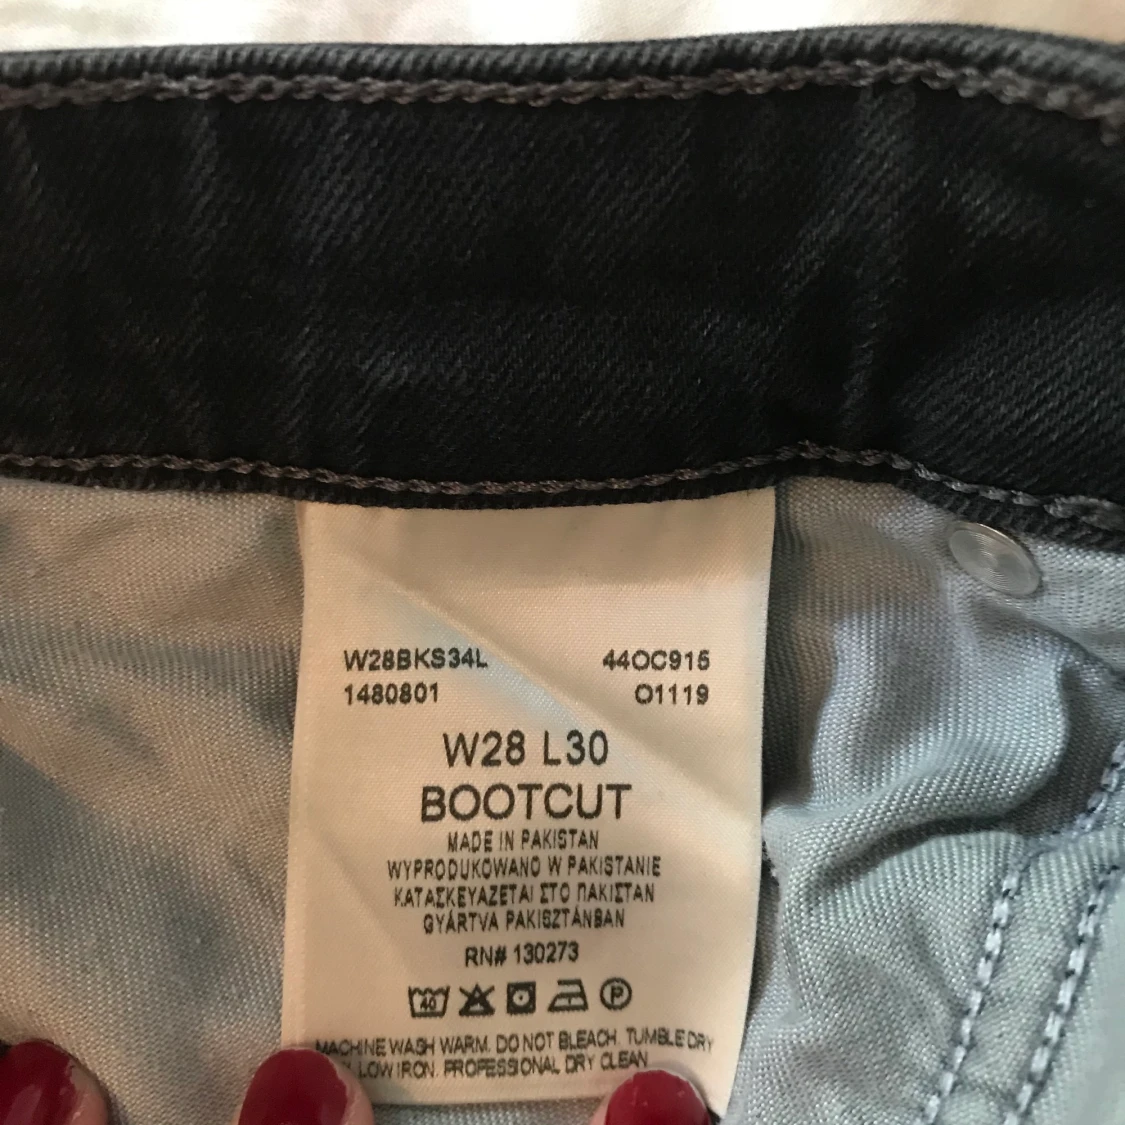 W28BKS34L 44OC915
1480801 O1119
W28 L30
BOOTCUT
MADE IN PAKISTAN
WYPRODUKOWANO W PAKISTANIE
ΚΑΤΑΣΚΕΥΑΖΕΤΑΙ ΣΤΟ ΠΑΚΙΣΤΑΝ
GYÁRTVA PAKISZTÁNBAN
RN# 130273
40 P
MACHINE WASH WARM. DO NOT BLEACH. TUMBLE DRY
LOW IRON. PROFESSIONAL DRY CLEAN